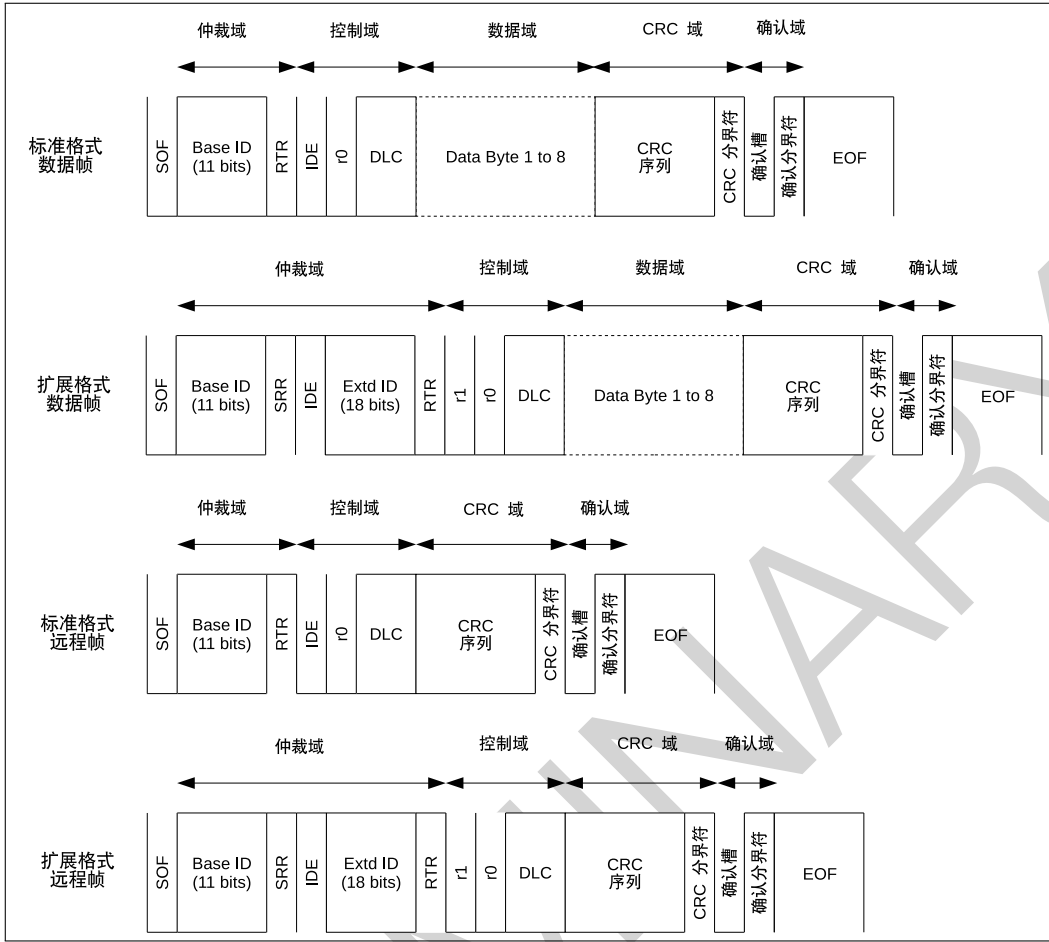 仲裁域 控制域 数据域 CRC 域 确认域
标准格式
数据帧
SOF
Base ID
(11 bits)
RTR
IDE
r0
DLC
Data Byte 1 to 8
CRC
序列
CRC 分界符
确认槽
确认分界符
EOF
仲裁域 控制域 数据域 CRC 域 确认域
扩展格式
数据帧
SOF
Base ID
(11 bits)
SRR
IDE
Extd ID
(18 bits)
RTR
r1
r0
DLC
Data Byte 1 to 8
CRC
序列
CRC 分界符
确认槽
确认分界符
EOF
仲裁域 控制域 CRC 域 确认域
标准格式
远程帧
SOF
Base ID
(11 bits)
RTR
IDE
r0
DLC
CRC
序列
CRC 分界符
确认槽
确认分界符
EOF
仲裁域 控制域 CRC 域 确认域
扩展格式
远程帧
SOF
Base ID
(11 bits)
SRR
IDE
Extd ID
(18 bits)
RTR
r1
r0
DLC
CRC
序列
CRC 分界符
确认槽
确认分界符
EOF